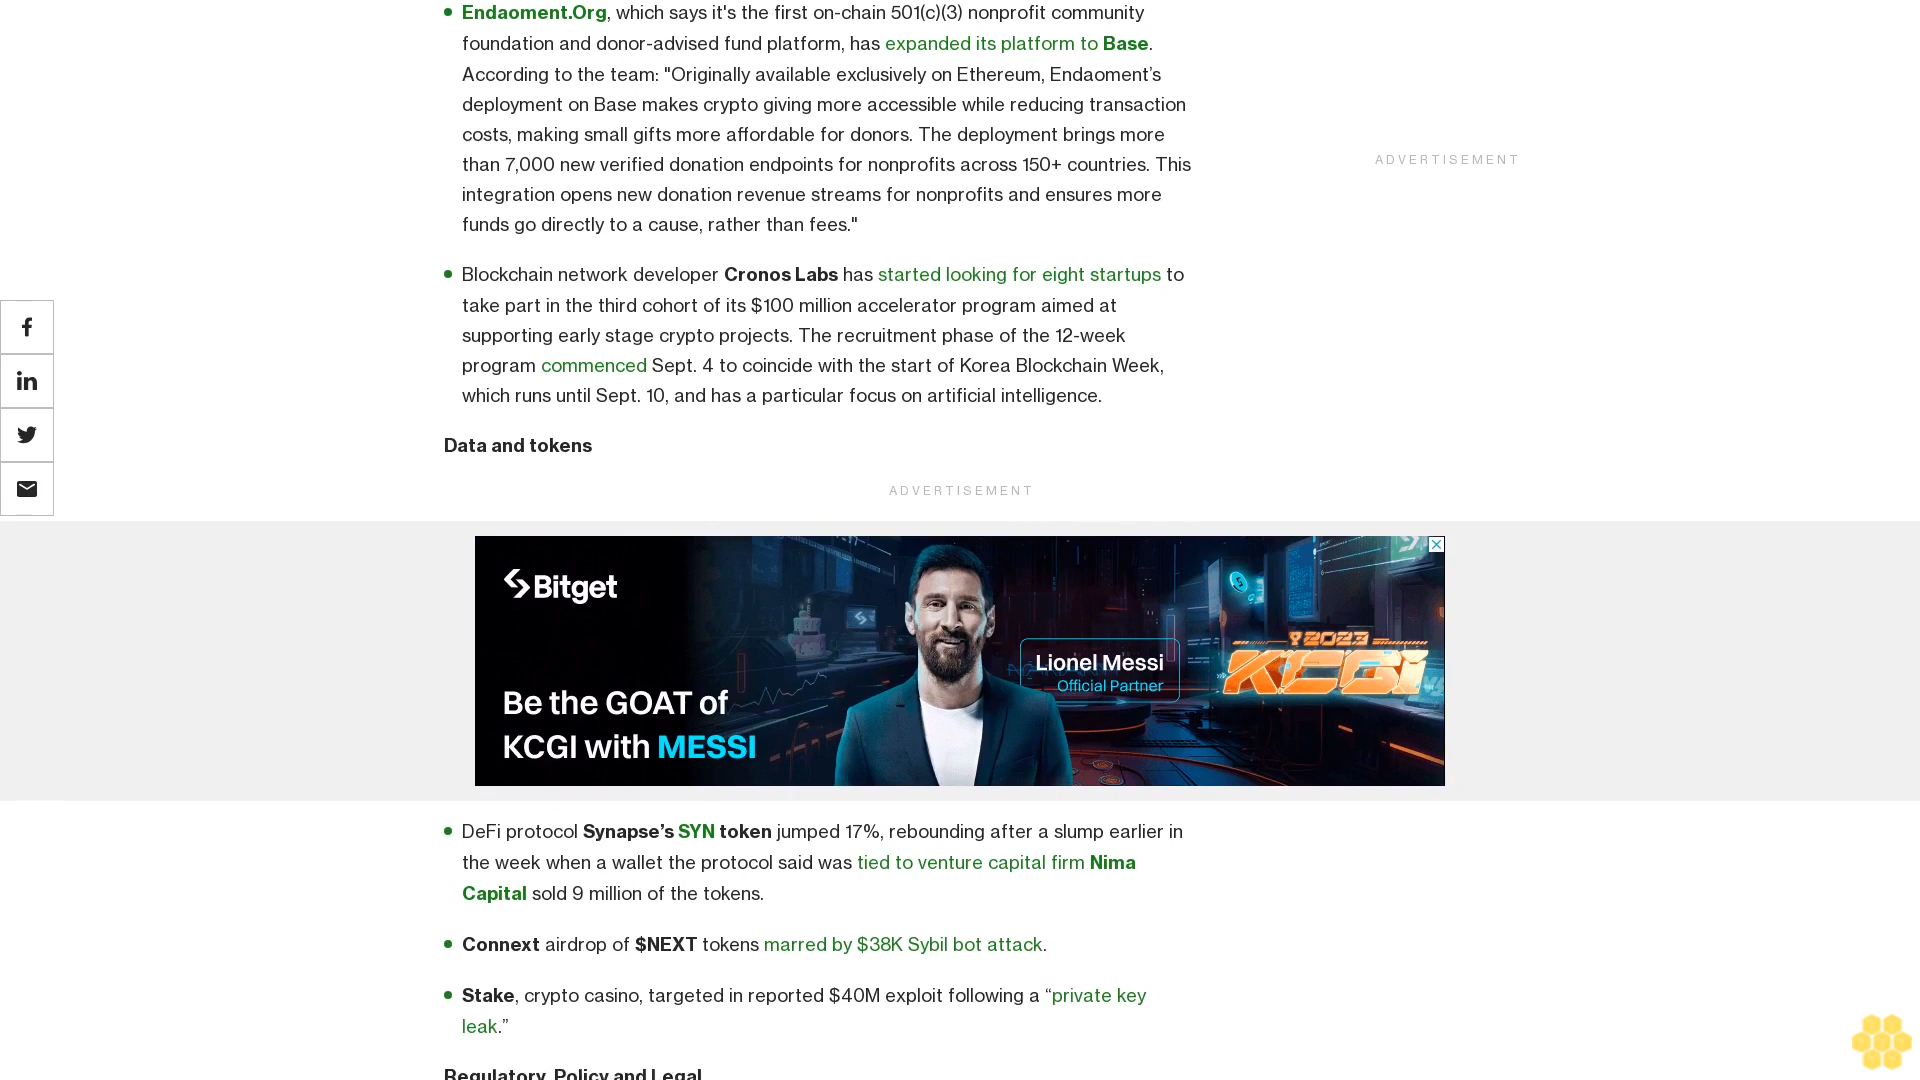 Endaoment.Org, which says it's the first on-chain 501(c)(3) nonprofit community
foundation and donor-advised fund platform, has expanded its platform to Base.
According to the team: "Originally available exclusively on Ethereum, Endaoment’s
deployment on Base makes crypto giving more accessible while reducing transaction
costs, making small gifts more affordable for donors. The deployment brings more
than 7,000 new verified donation endpoints for nonprofits across 150+ countries. This
integration opens new donation revenue streams for nonprofits and ensures more
funds go directly to a cause, rather than fees."
ADVERTISEMENT
Blockchain network developer Cronos Labs has started looking for eight startups to
take part in the third cohort of its $100 million accelerator program aimed at
supporting early stage crypto projects. The recruitment phase of the 12-week
program commenced Sept. 4 to coincide with the start of Korea Blockchain Week,
which runs until Sept. 10, and has a particular focus on artificial intelligence.
Data and tokens
ADVERTISEMENT
Bitget
Be the GOAT of
KCGI with MESSI
Lionel Messi
Official Partner
2023
KCGI
DeFi protocol Synapse’s SYN token jumped 17%, rebounding after a slump earlier in
the week when a wallet the protocol said was tied to venture capital firm Nima
Capital sold 9 million of the tokens.
Connext airdrop of $NEXT tokens marred by $38K Sybil bot attack.
Stake, crypto casino, targeted in reported $40M exploit following a “private key
leak.”
Regulatory, Policy and Legal